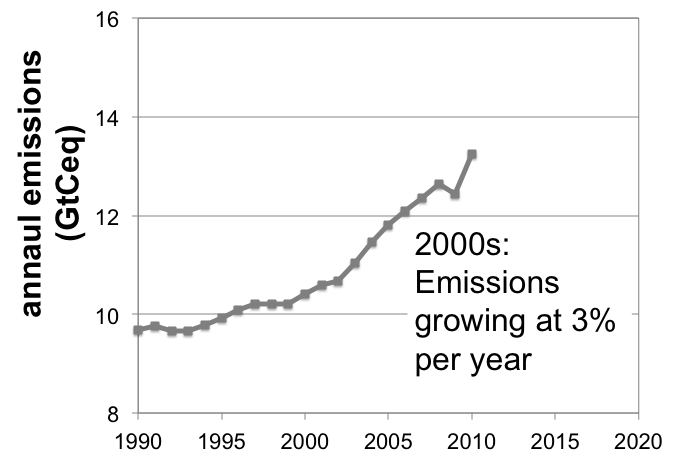 annaul emissions
(GtCeq)
16
14
12
10
8
1990 1995 2000 2005 2010 2015 2020
2000s:
Emissions
growing at 3%
per year